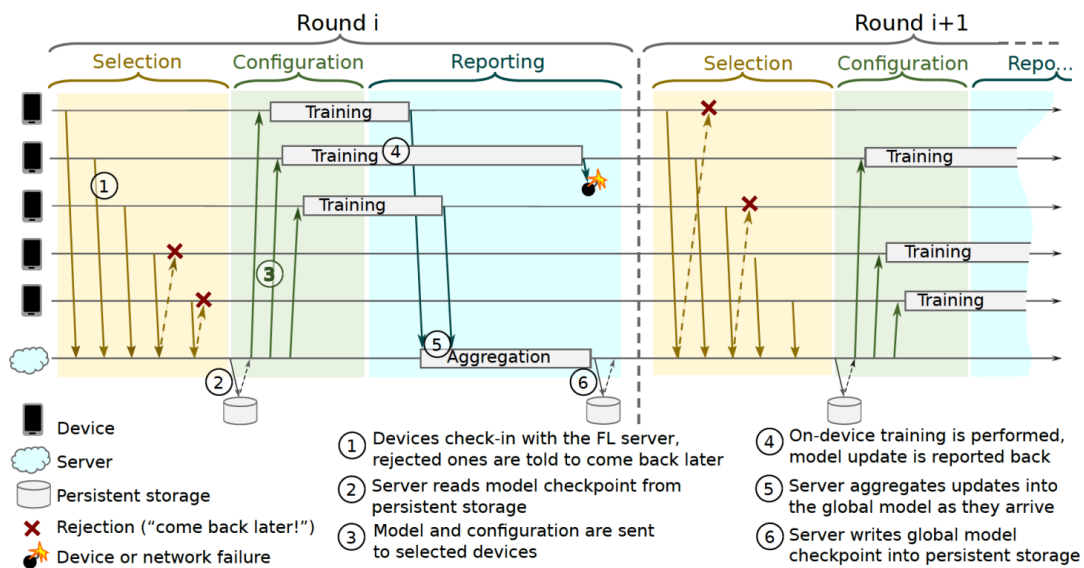 Round i
Round i+1
Selection
Configuration
Reporting
Selection
Configuration
Repo...
Training
Training
4
Training
1
3
Training
Training
Training
5
Aggregation
2
6
Device
Server
Persistent storage
Rejection (“come back later!”)
Device or network failure
1
Devices check-in with the FL server,
rejected ones are told to come back later
2
Server reads model checkpoint from
persistent storage
3
Model and configuration are sent
to selected devices
4
On-device training is performed,
model update is reported back
5
Server aggregates updates into
the global model as they arrive
6
Server writes global model
checkpoint into persistent storage